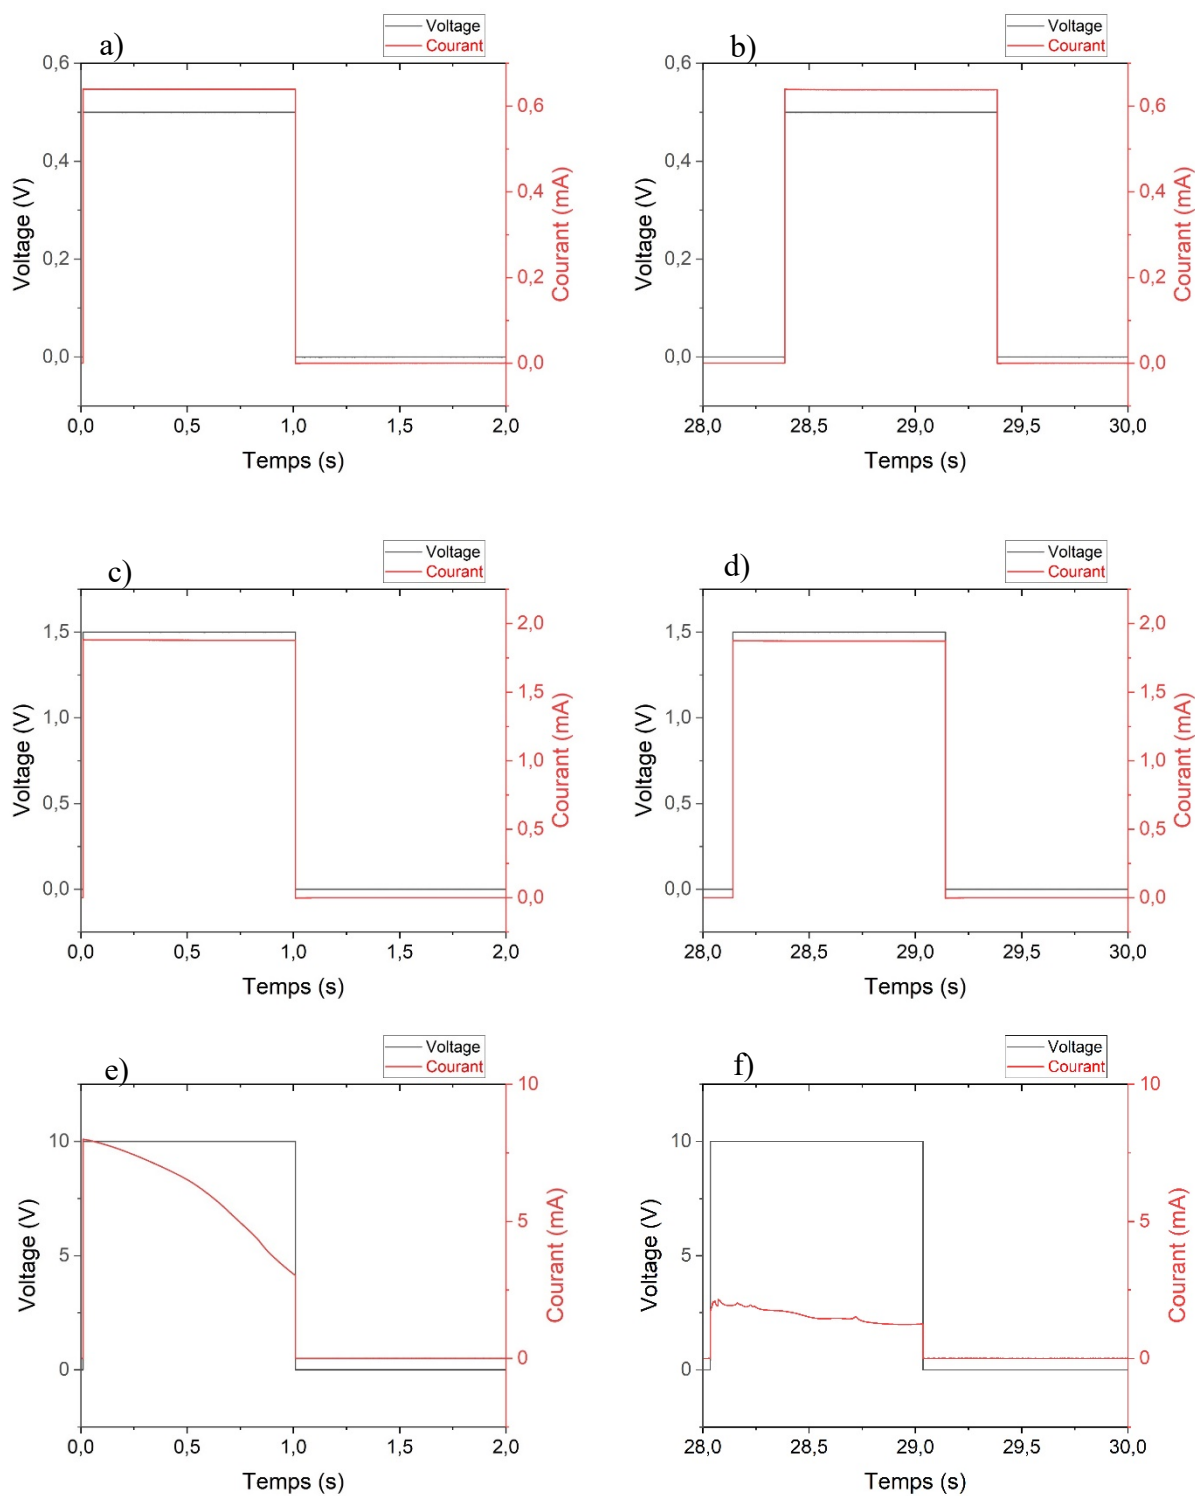 a)
Voltage
Courant
0,6
0,4
0,2
0,0
Voltage (V)
0,6
0,4
0,2
0,0
Courant (mA)
0,0 0,5 1,0 1,5 2,0
Temps (s)
b)
Voltage
Courant
0,6
0,4
0,2
0,0
Voltage (V)
0,6
0,4
0,2
0,0
Courant (mA)
28,0 28,5 29,0 29,5 30,0
Temps (s)
c)
Voltage
Courant
1,5
1,0
0,5
0,0
Voltage (V)
2,0
1,5
1,0
0,5
0,0
Courant (mA)
0,0 0,5 1,0 1,5 2,0
Temps (s)
d)
Voltage
Courant
1,5
1,0
0,5
0,0
Voltage (V)
2,0
1,5
1,0
0,5
0,0
Courant (mA)
28,0 28,5 29,0 29,5 30,0
Temps (s)
e)
Voltage
Courant
10
5
0
Voltage (V)
10
5
0
Courant (mA)
0,0 0,5 1,0 1,5 2,0
Temps (s)
f)
Voltage
Courant
10
5
0
Voltage (V)
10
5
0
Courant (mA)
28,0 28,5 29,0 29,5 30,0
Temps (s)